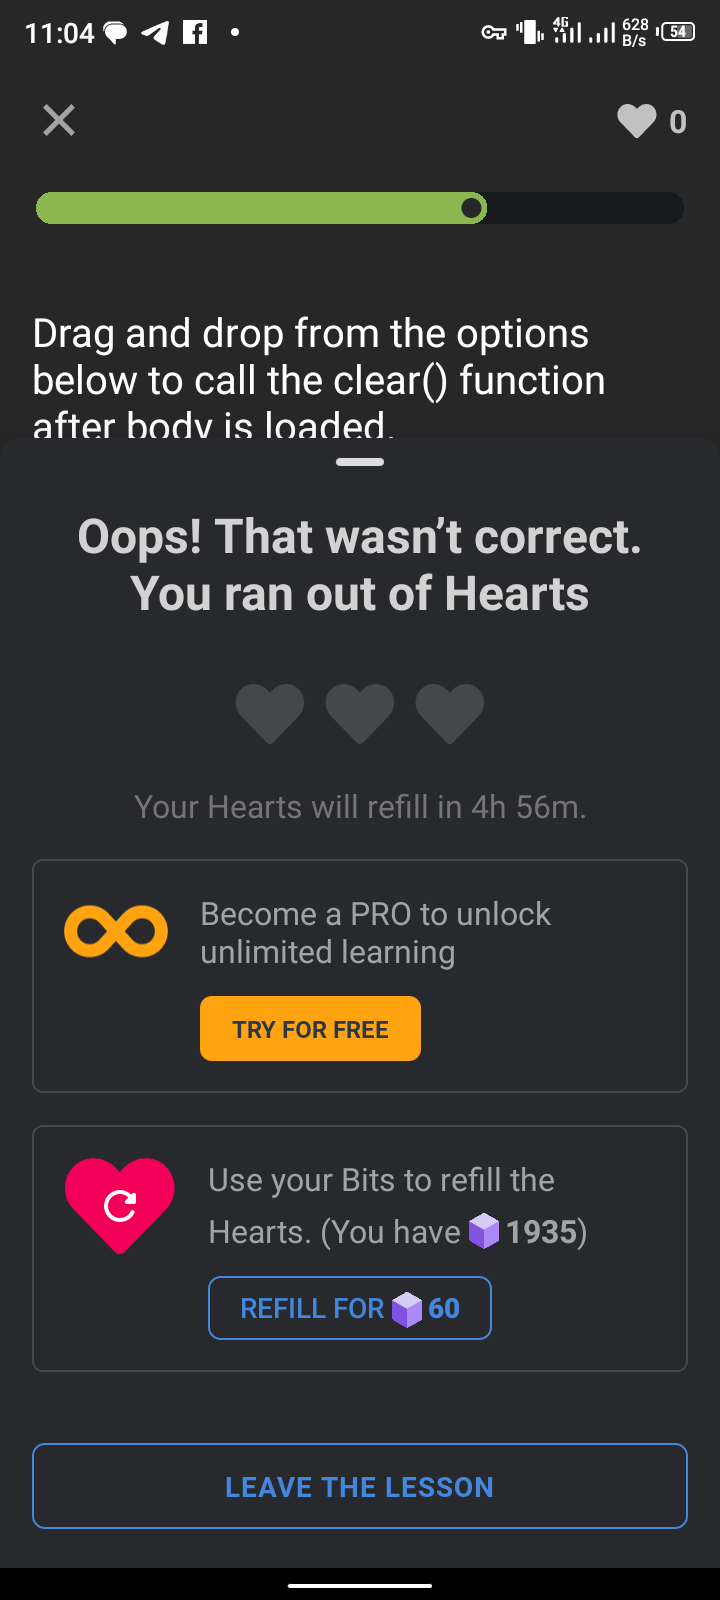 11:04
4G
628
B/s
54
0
Drag and drop from the options
below to call the clear() function
after body is loaded.
Oops! That wasn’t correct.
You ran out of Hearts
Your Hearts will refill in 4h 56m.
Become a PRO to unlock
unlimited learning
TRY FOR FREE
Use your Bits to refill the
Hearts. (You have 1935)
REFILL FOR 60
LEAVE THE LESSON